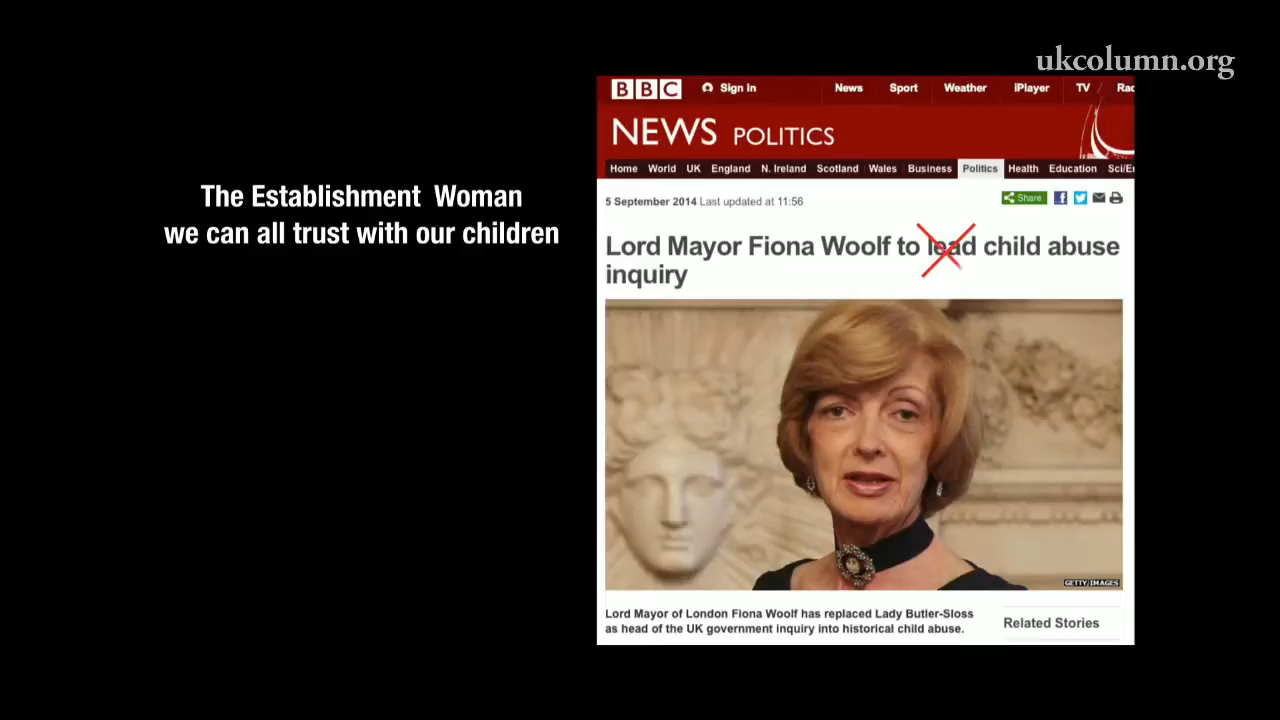 ukcolumn.org
The Establishment Woman
we can all trust with our children
BBC Sign in News Sport Weather iPlayer TV Rad
NEWS POLITICS
Home World UK England N. Ireland Scotland Wales Business Politics Health Education Sci/En
5 September 2014 Last updated at 11:56
Share
Lord Mayor Fiona Woolf to lead child abuse
inquiry
GETTY IMAGES
Lord Mayor of London Fiona Woolf has replaced Lady Butler-Sloss
as head of the UK government inquiry into historical child abuse.
Related Stories